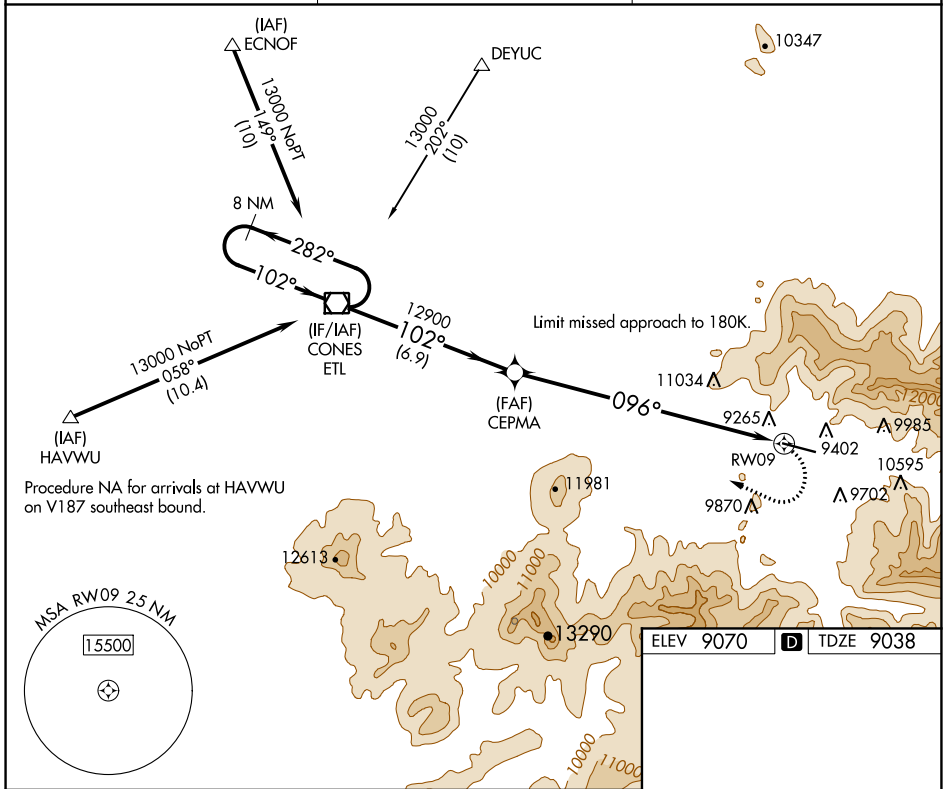 (IAF)
ECNOF
DEYUC
10347
13000 NoPT
149°
(10)
13000
202°
(10)
8 NM
282°
102°
(IF/IAF)
CONES
ETL
12900
102°
(6.9)
Limit missed approach to 180K.
13000 NoPT
058°
(10.4)
(FAF)
CEPMA
096°
11034
12000
9265
9985
9402
RW09
(IAF)
HAVWU
10595
9702
9870
Procedure NA for arrivals at HAVWU
on V187 southeast bound.
11981
12613
10000
11000
13290
MSA RW09 25 NM
15500
ELEV 9070 D TDZE 9038
10000
11000